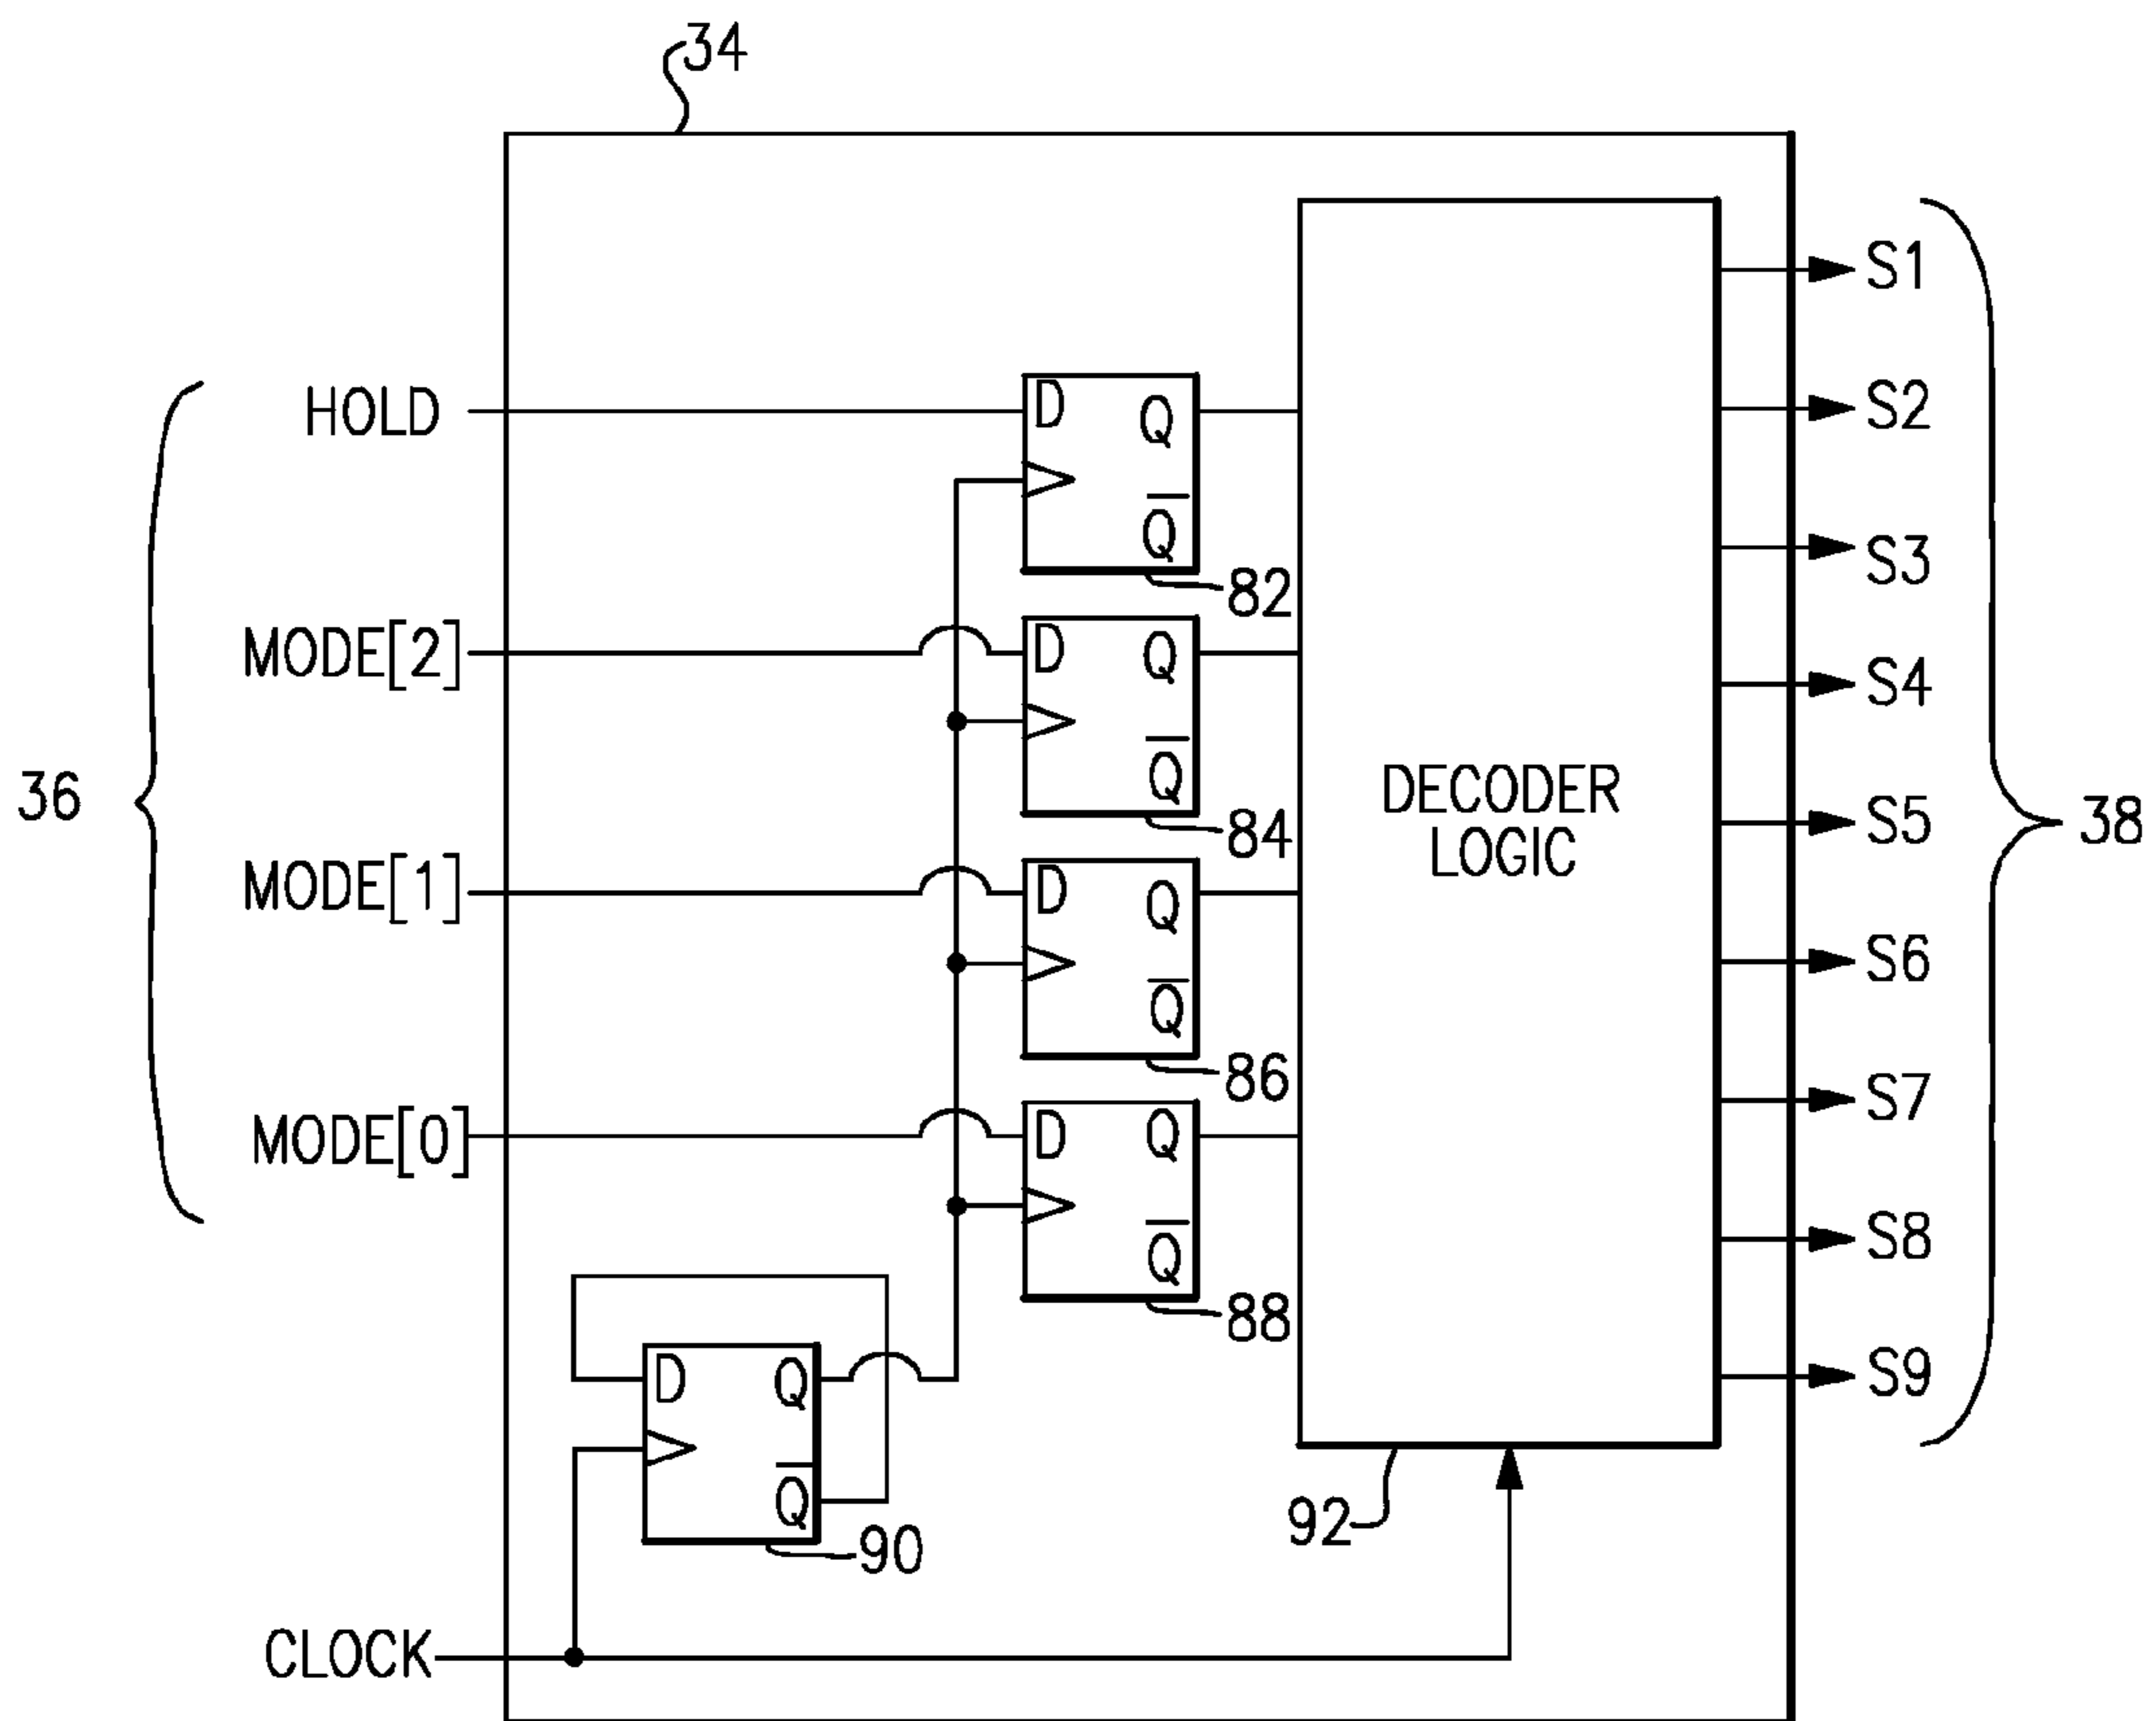 34
HOLD
D
Q
Q̅
82
MODE[2]
D
Q
Q̅
84
MODE[1]
D
Q
Q̅
86
MODE[0]
D
Q
Q̅
88
36
D
Q
Q̅
90
CLOCK
DECODER
LOGIC
92
S1
S2
S3
S4
S5
S6
S7
S8
S9
38